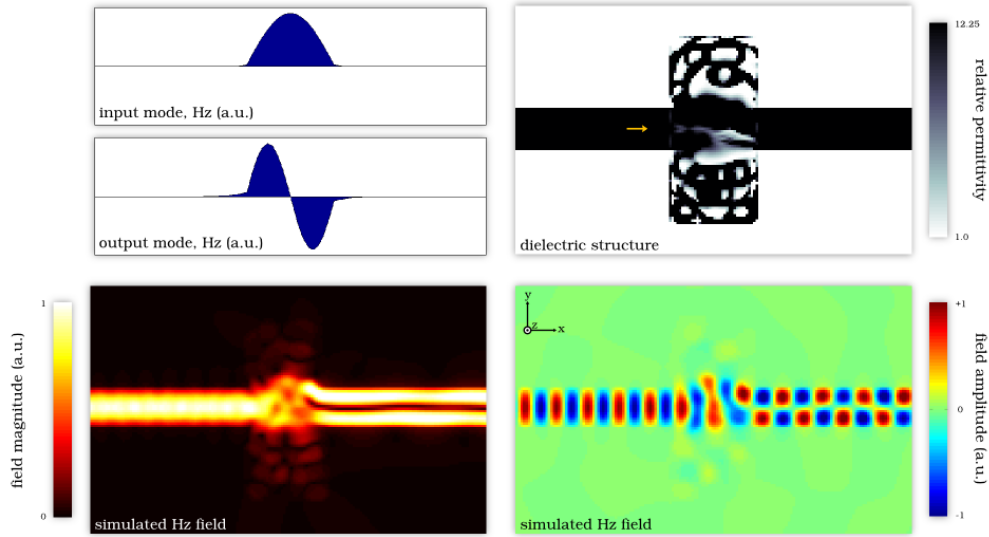 input mode, Hz (a.u.)
output mode, Hz (a.u.)
dielectric structure
12.25
relative permittivity
1.0
1
field magnitude (a.u.)
0
simulated Hz field
y
z
x
simulated Hz field
+1
0
field amplitude (a.u.)
-1